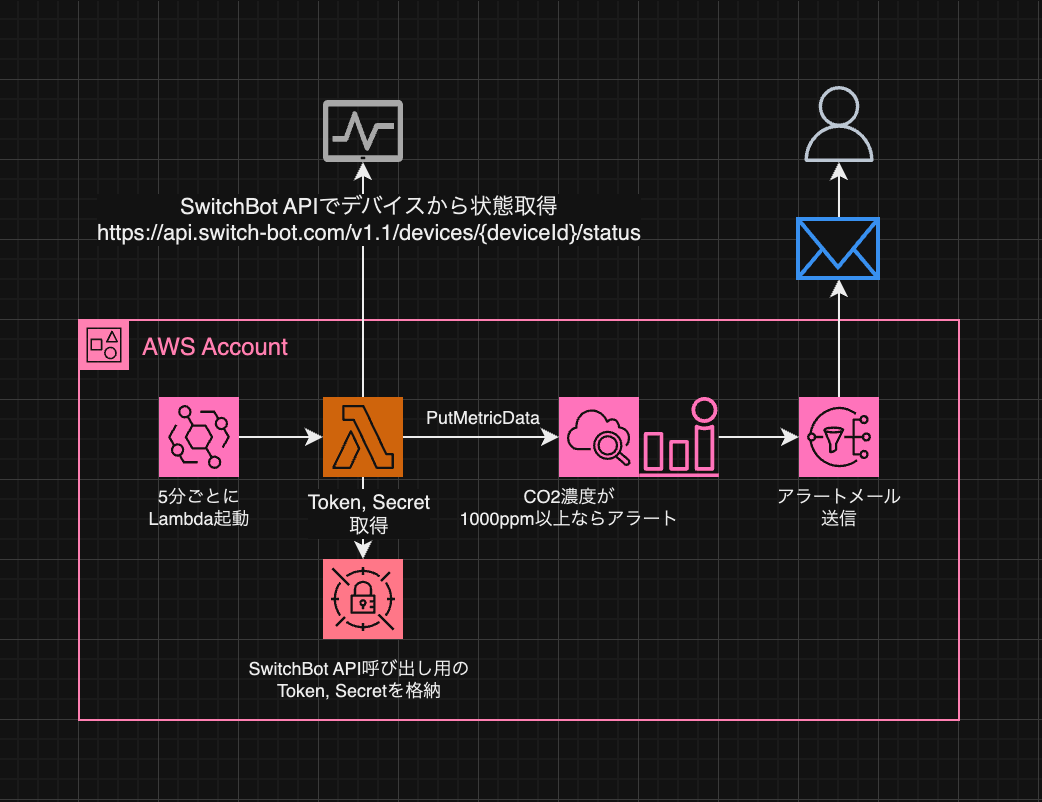 SwitchBot APIでデバイスから状態取得
https://api.switch-bot.com/v1.1/devices/{deviceId}/status
AWS Account
PutMetricData
5分ごとに
Lambda起動
Token, Secret
取得
CO2濃度が
1000ppm以上ならアラート
アラートメール
送信
SwitchBot API呼び出し用の
Token, Secretを格納